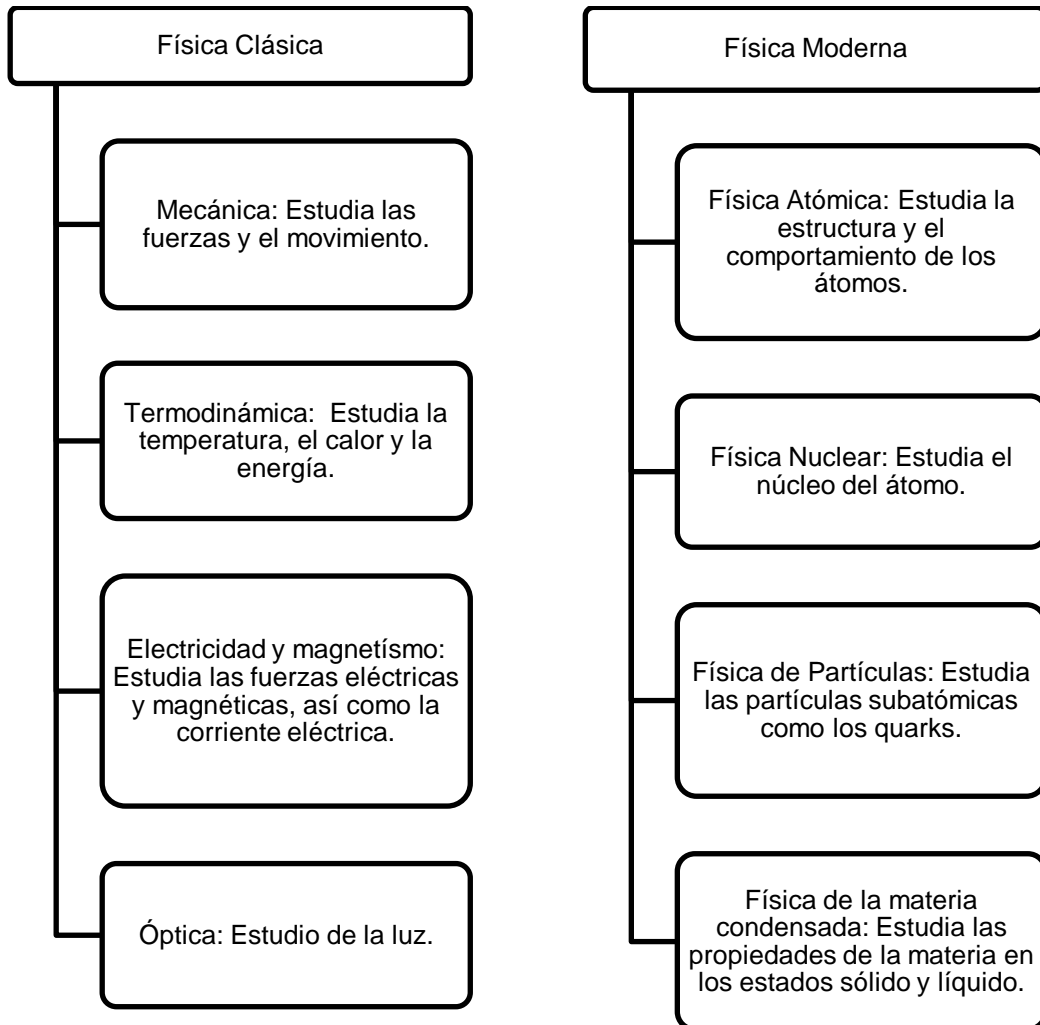 Física Clásica
Mecánica: Estudia las
fuerzas y el movimiento.
Termodinámica:  Estudia la
temperatura, el calor y la
energía.
Electricidad y magnetísmo:
Estudia las fuerzas eléctricas
y magnéticas, así como la
corriente eléctrica.
Óptica: Estudio de la luz.
Física Moderna
Física Atómica: Estudia la
estructura y el
comportamiento de los
átomos.
Física Nuclear: Estudia el
núcleo del átomo.
Física de Partículas: Estudia
las partículas subatómicas
como los quarks.
Física de la materia
condensada: Estudia las
propiedades de la materia en
los estados sólido y líquido.